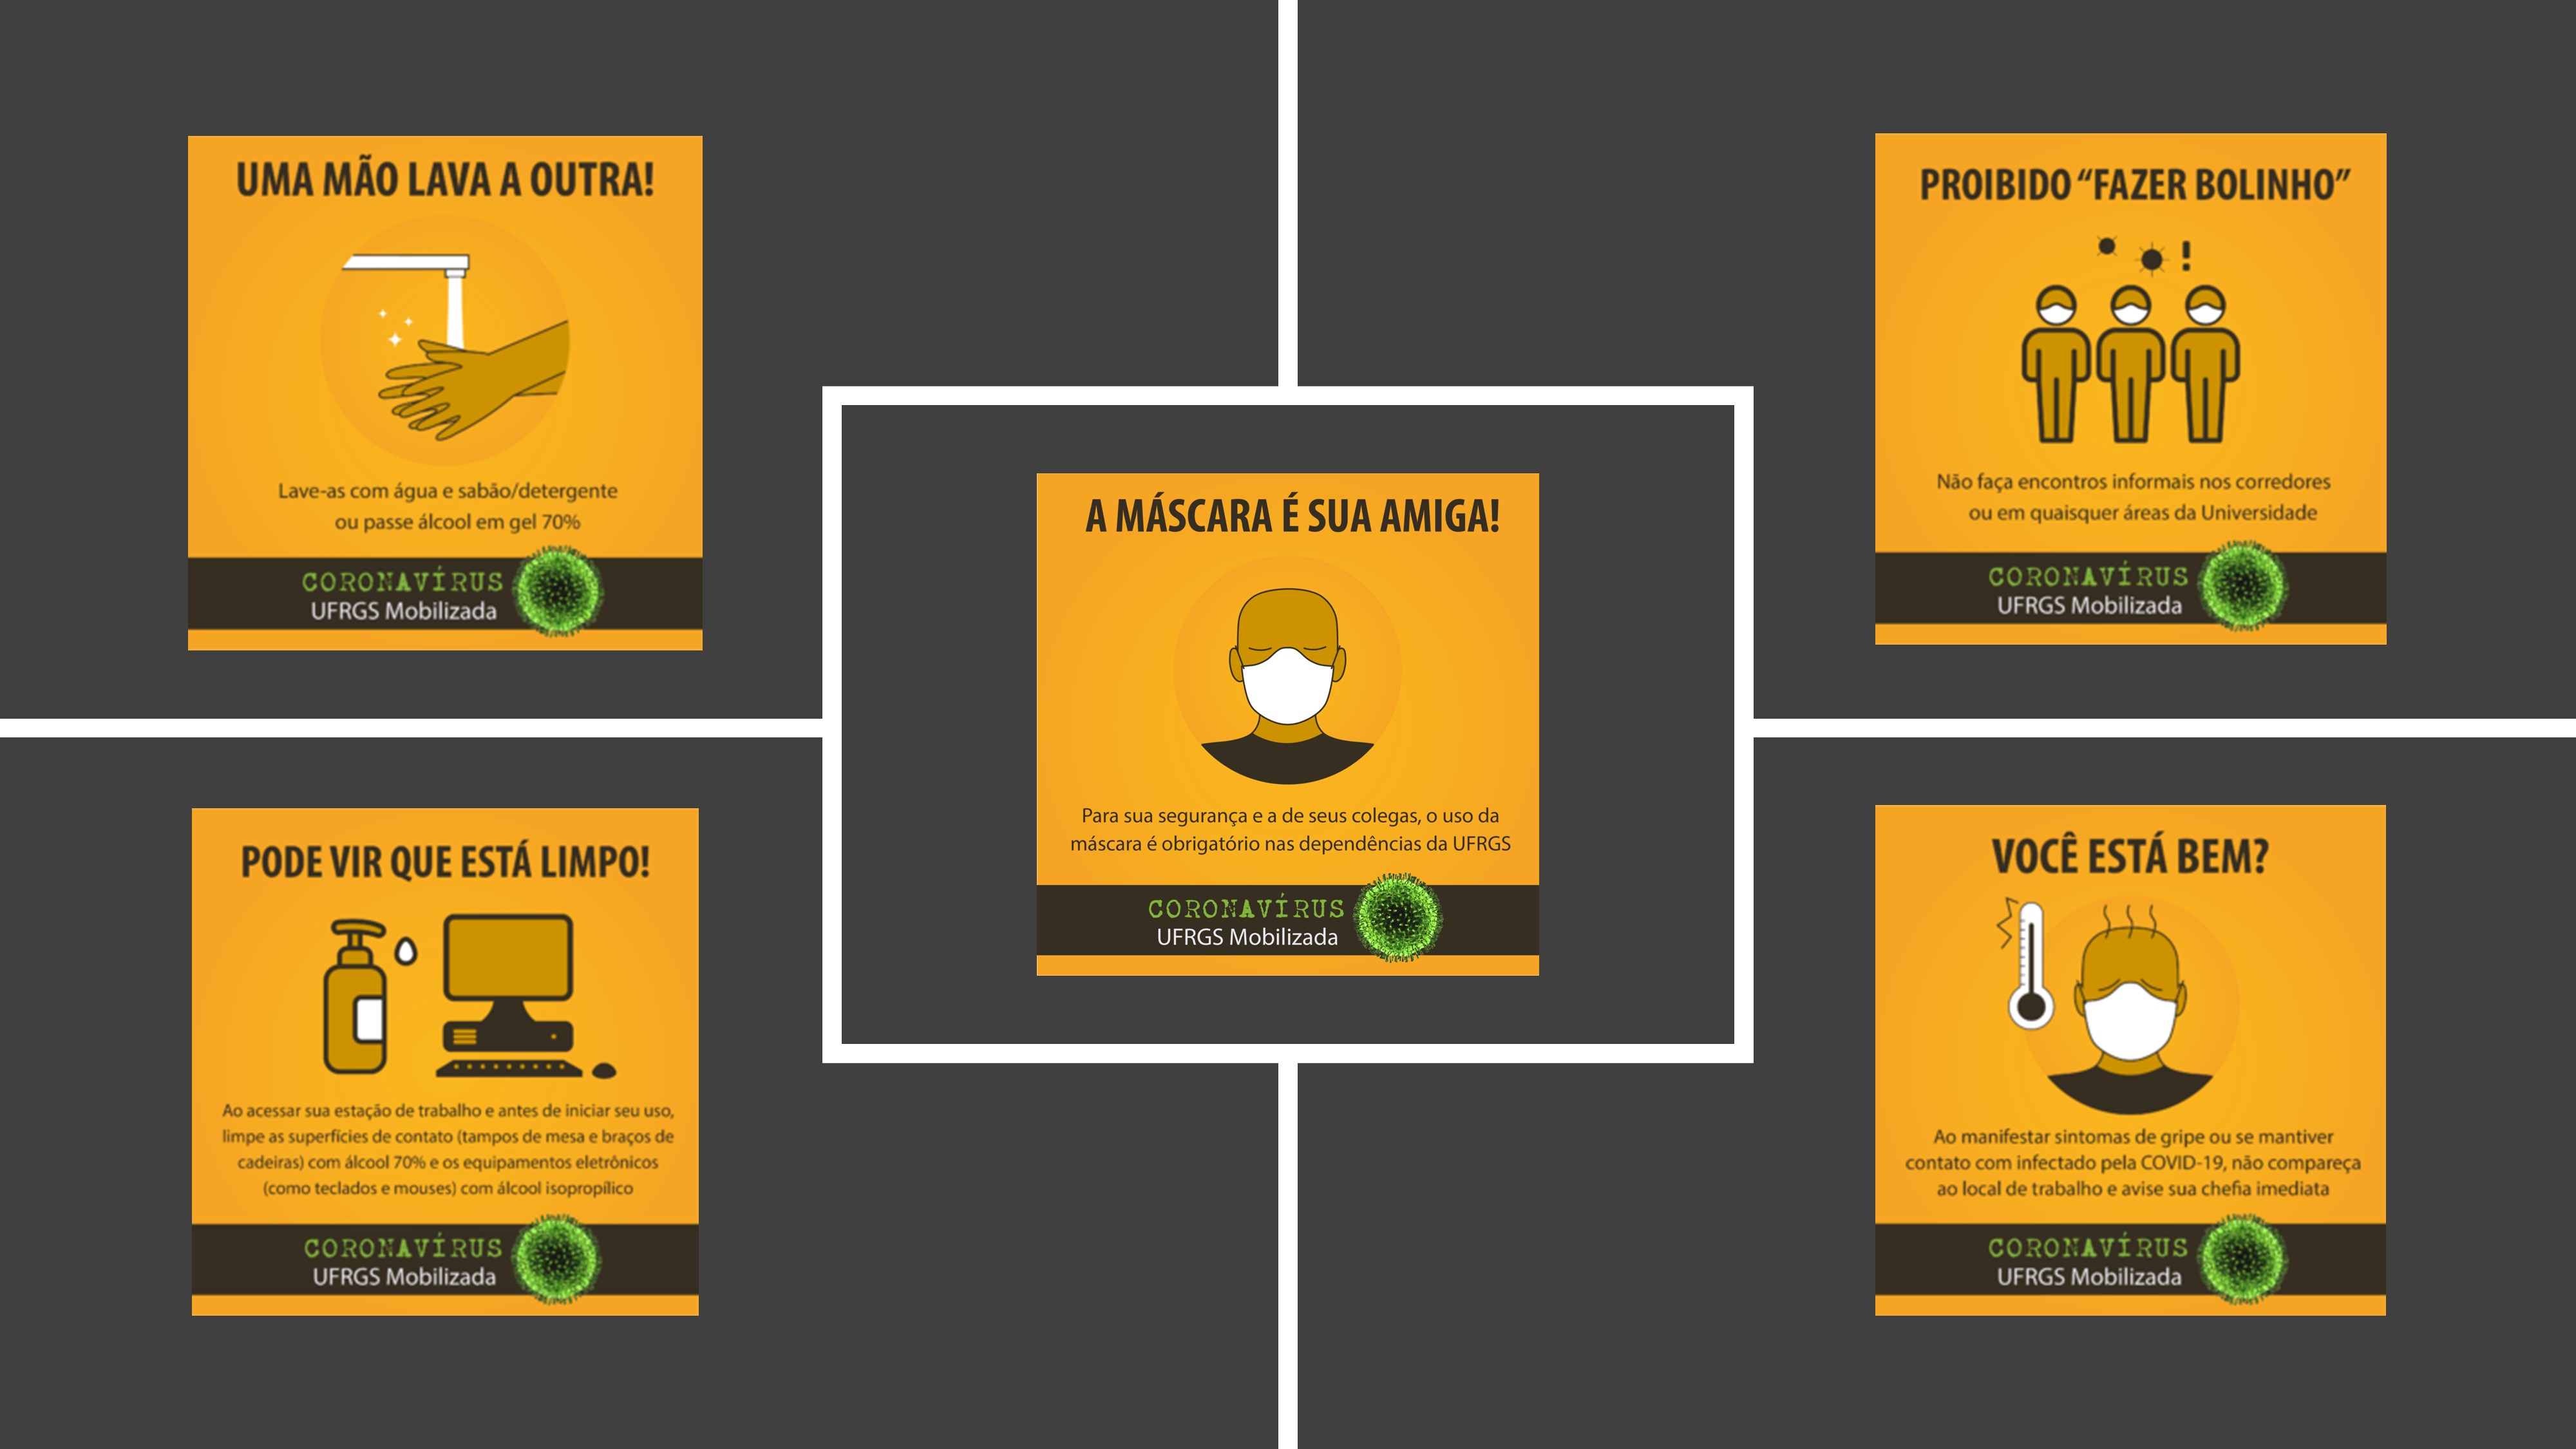 UMA MÃO LAVA A OUTRA!
Lave-as com água e sabão/detergente
ou passe álcool em gel 70%
CORONAVÍRUS
UFRGS Mobilizada
PROIBIDO “FAZER BOLINHO”
!
Não faça encontros informais nos corredores
ou em quaisquer áreas da Universidade
CORONAVÍRUS
UFRGS Mobilizada
A MÁSCARA É SUA AMIGA!
Para sua segurança e a de seus colegas, o uso da
máscara é obrigatório nas dependências da UFRGS
CORONAVÍRUS
UFRGS Mobilizada
PODE VIR QUE ESTÁ LIMPO!
Ao acessar sua estação de trabalho e antes de iniciar seu uso,
limpe as superfícies de contato (tampos de mesa e braços de
cadeiras) com álcool 70% e os equipamentos eletrônicos
(como teclados e mouses) com álcool isopropílico
CORONAVÍRUS
UFRGS Mobilizada
VOCÊ ESTÁ BEM?
Ao manifestar sintomas de gripe ou se mantiver
contato com infectado pela COVID-19, não compareça
ao local de trabalho e avise sua chefia imediata
CORONAVÍRUS
UFRGS Mobilizada